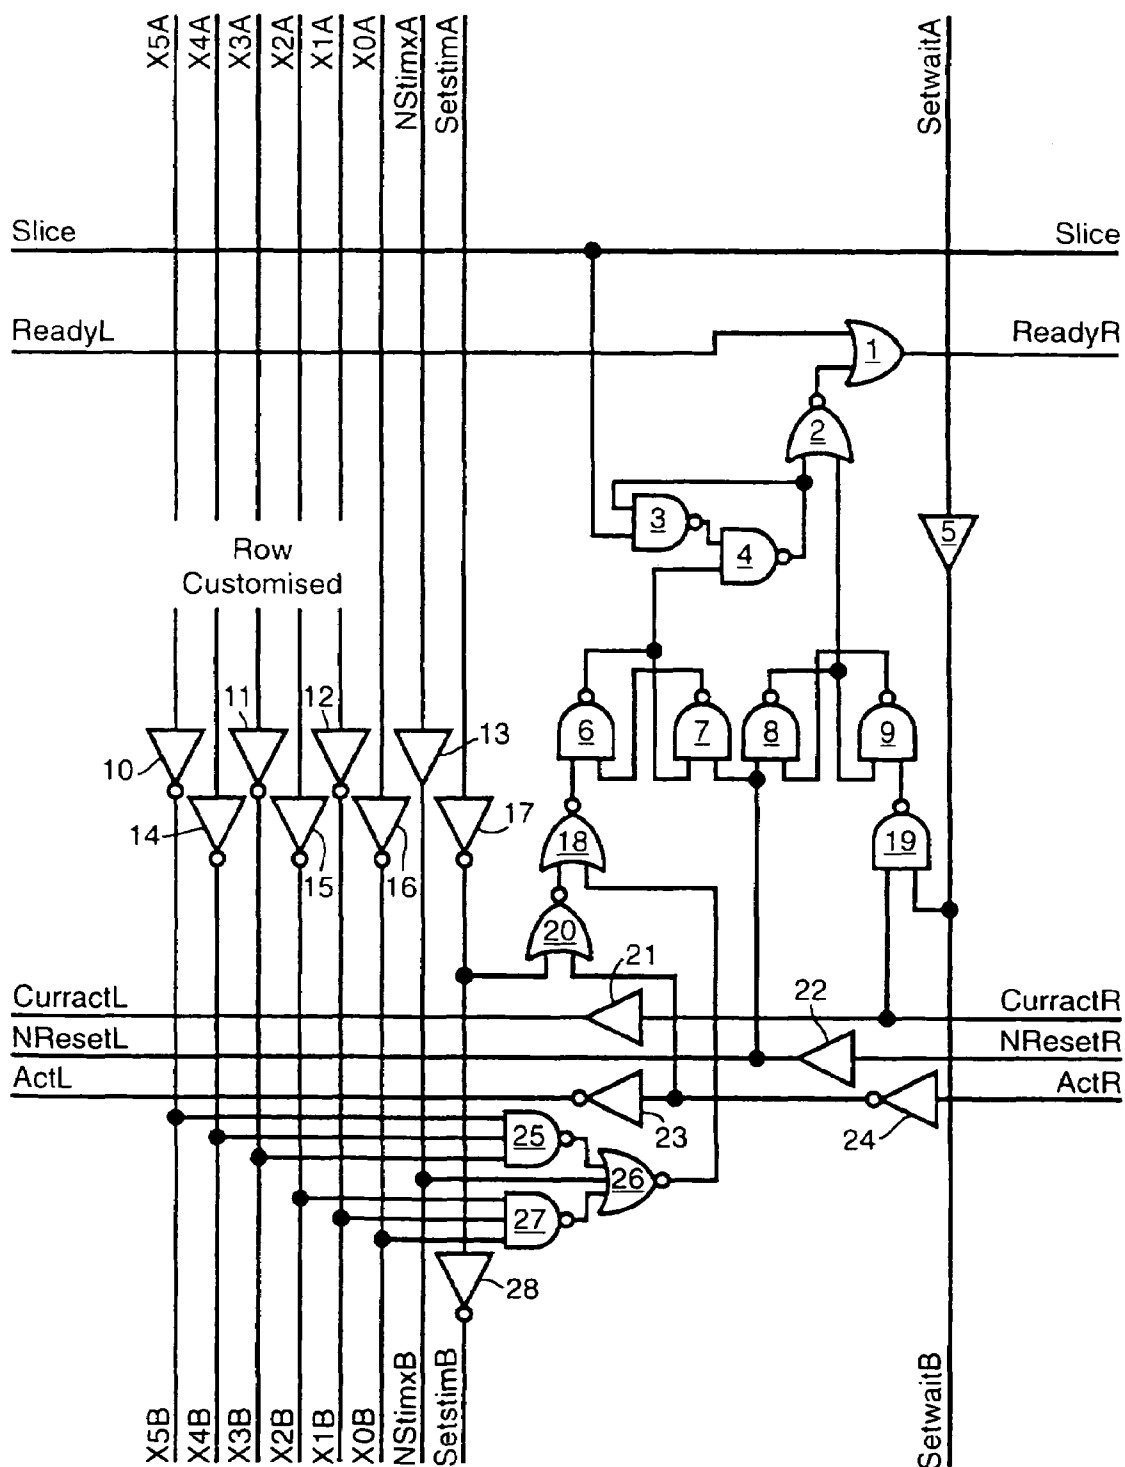 X5A
X4A
X3A
X2A
X1A
X0A
NStimxA
SetstimA
SetwaitA
Slice
Slice
ReadyL
ReadyR
1
2
3
4
5
Row
Customised
6
7
8
9
10
11
12
13
14
15
16
17
18
19
20
21
22
CurractL
CurractR
NResetL
NResetR
ActL
ActR
23
24
25
26
27
28
X5B
X4B
X3B
X2B
X1B
X0B
NStimxB
SetstimB
SetwaitB